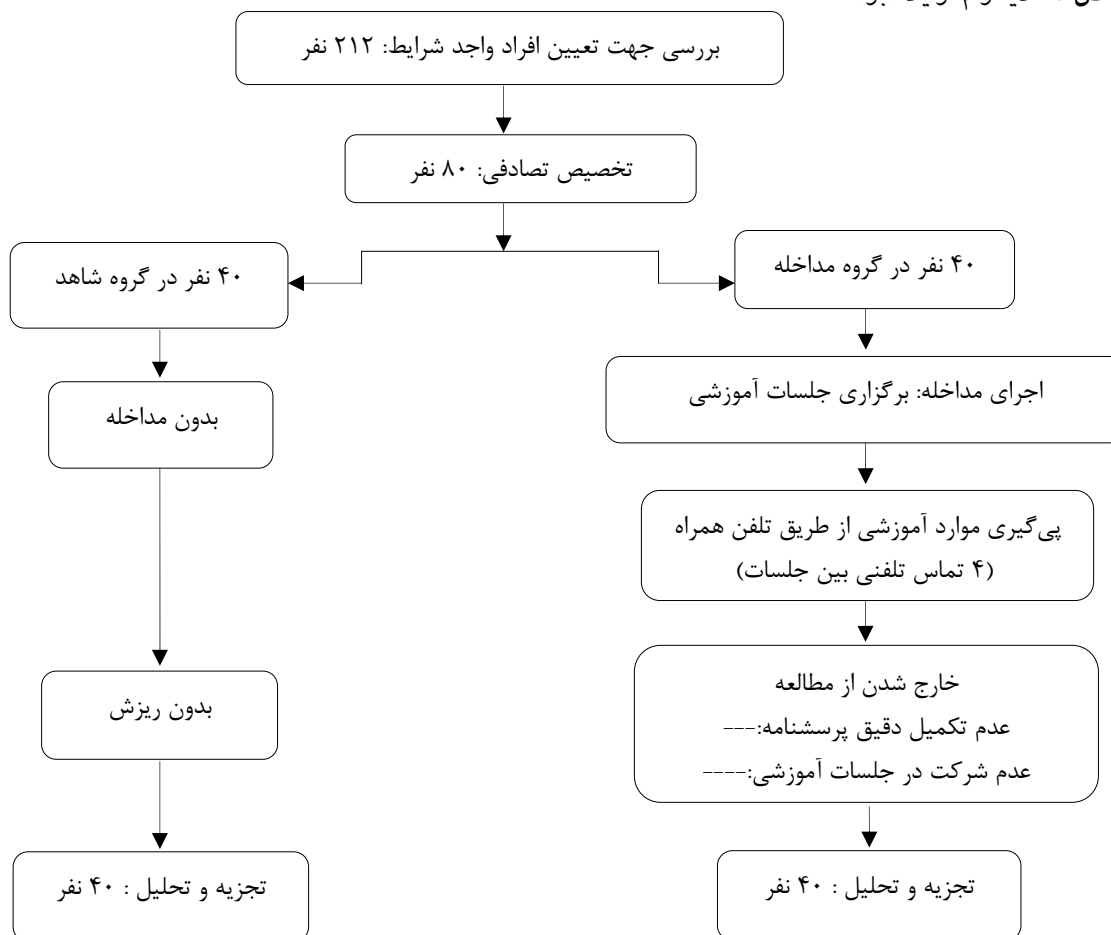 بررسی جهت تعیین افراد واجد شرایط: ۲۱۲ نفر
تخصیص تصادفی: ۸۰ نفر
۴۰ نفر در گروه مداخله
۴۰ نفر در گروه شاهد
اجرای مداخله: برگزاری جلسات آموزشی
بدون مداخله
پی‌گیری موارد آموزشی از طریق تلفن همراه
(۴ تماس تلفنی بین جلسات)
خارج شدن از مطالعه
عدم تکمیل دقیق پرسشنامه:---
عدم شرکت در جلسات آموزشی:----
بدون ریزش
تجزیه و تحلیل : ۴۰ نفر
تجزیه و تحلیل : ۴۰ نفر